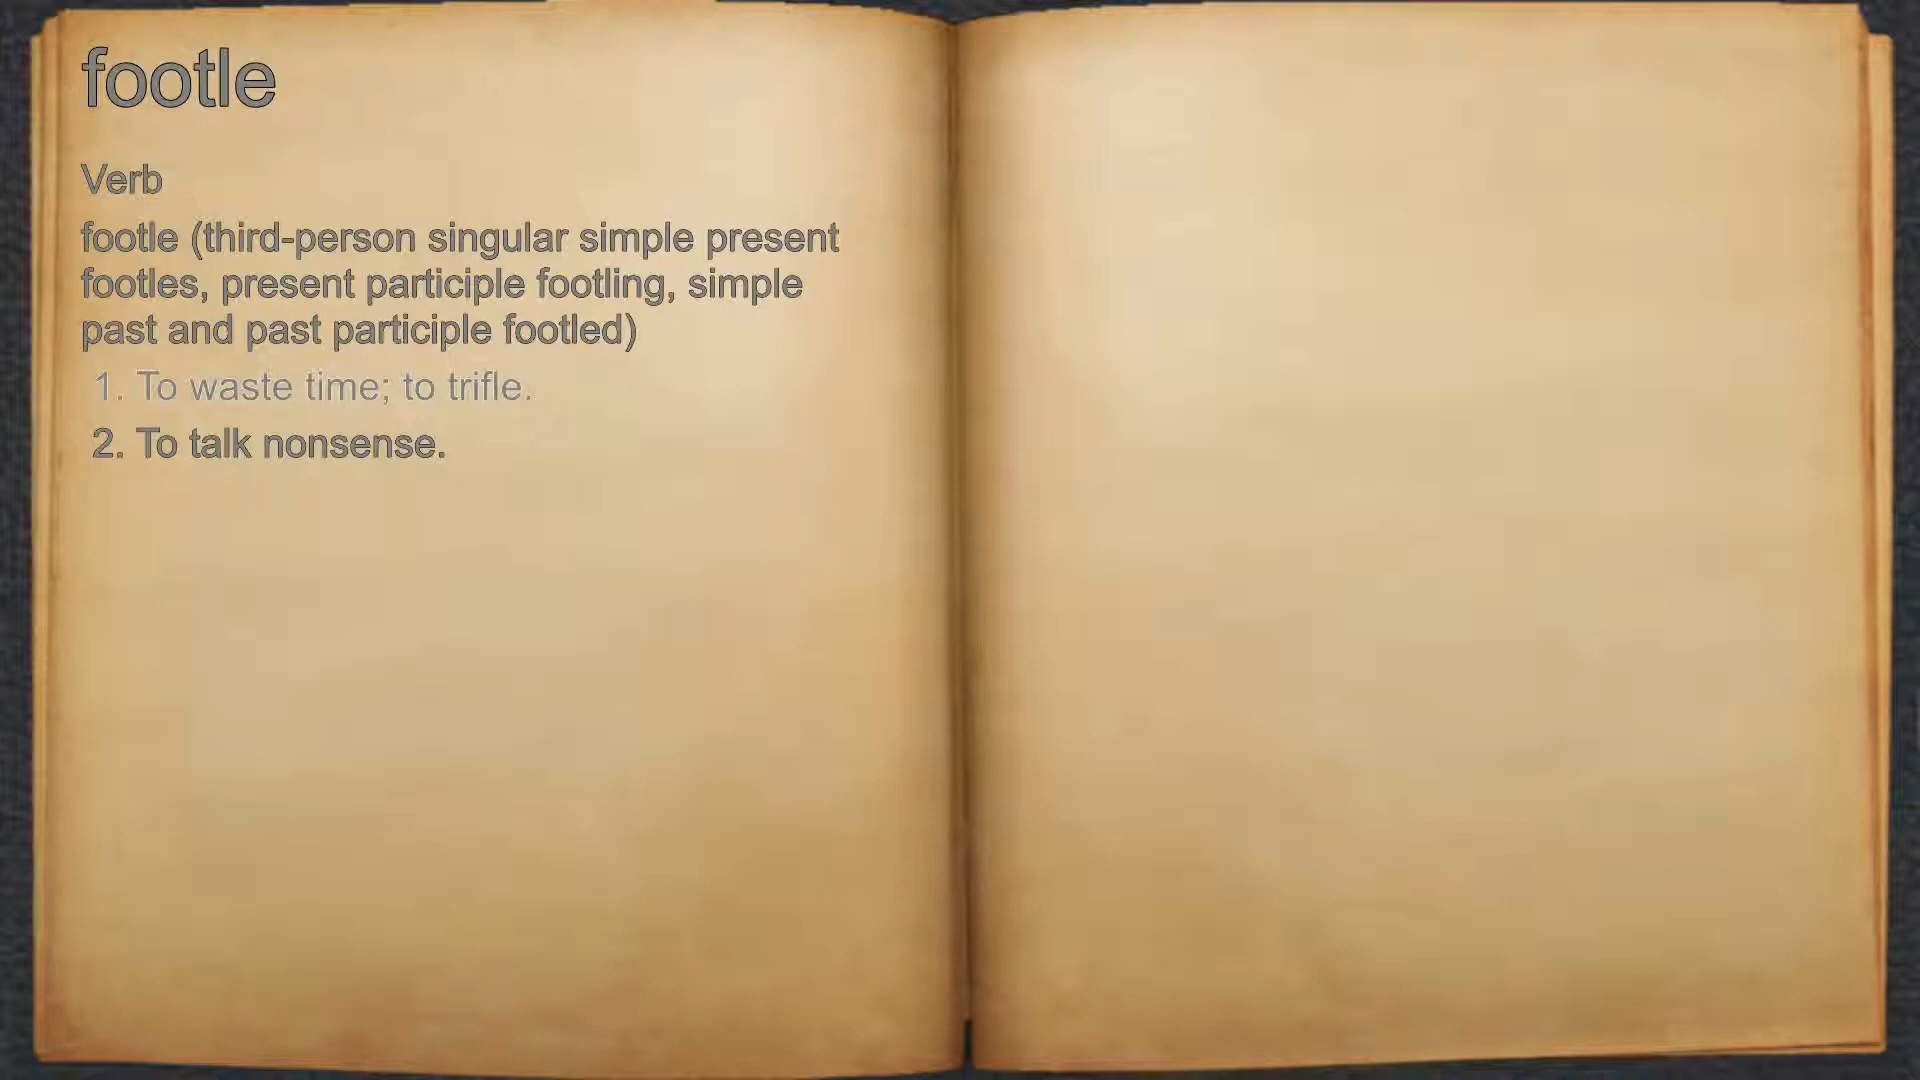 footle
Verb
footle (third-person singular simple present
footles, present participle footling, simple
past and past participle footled)
1. To waste time; to trifle.
2. To talk nonsense.